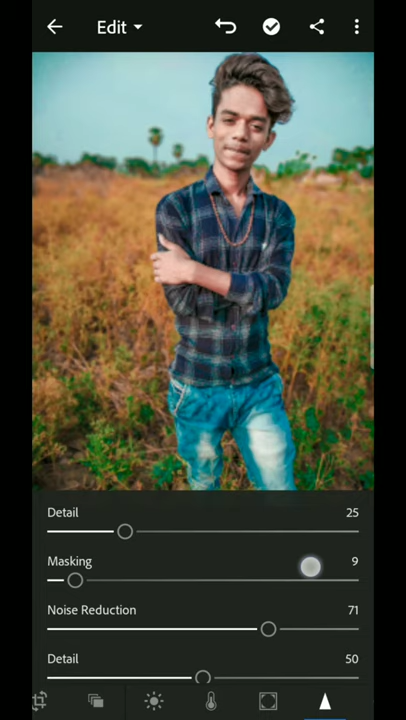 Edit
Detail 25
Masking 9
Noise Reduction 71
Detail 50